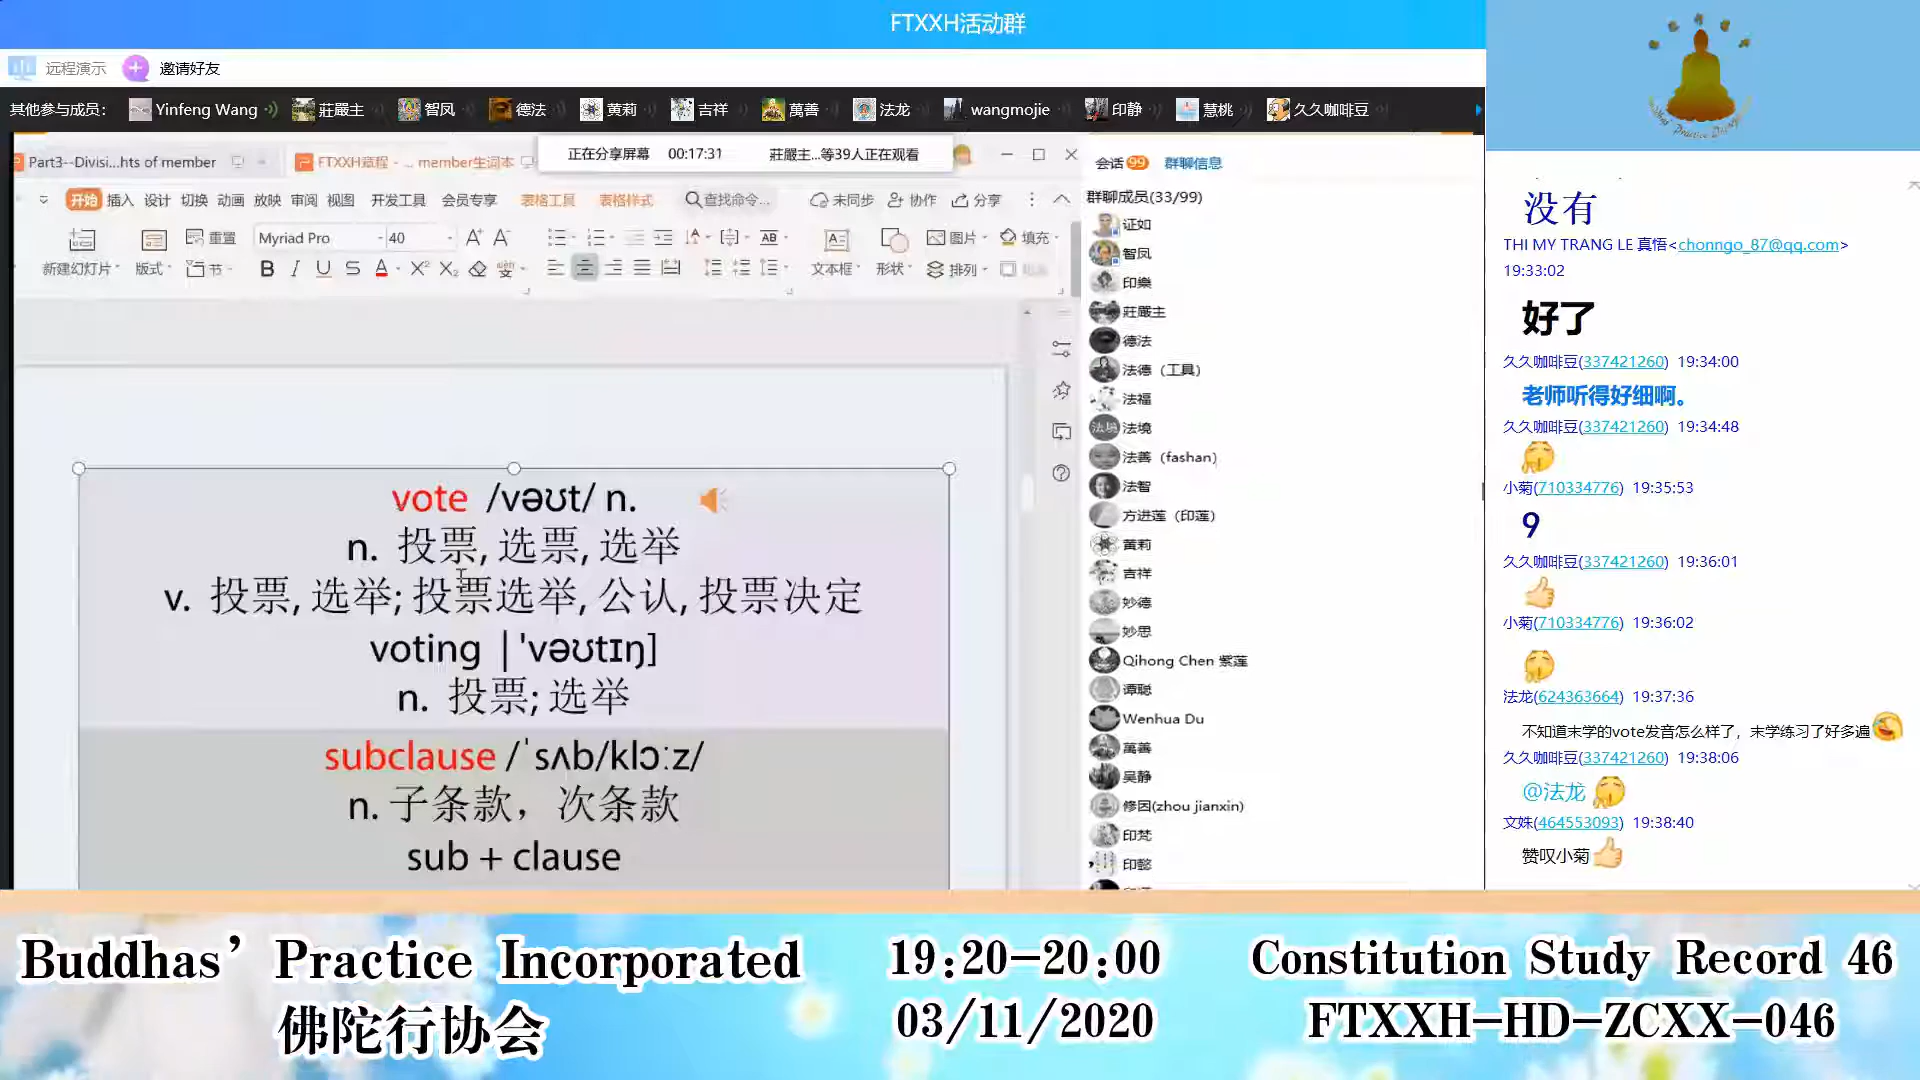 FTXXH活动群
远程演示 邀请好友
其他参与成员: Yinfeng Wang 莊嚴主 智凤 德法 黄莉 吉祥 萬善 法龙 wangmojie 印静 慧桃 久久咖啡豆
Part3--Divisi...hts of member FTXXH章程 - ... member生词本
正在分享屏幕 00:17:31 莊嚴主...等39人正在观看
开始 插入 设计 切换 动画 放映 审阅 视图 开发工具 会员专享 表格工具 表格样式 查找命令... 未同步 协作 分享
重置 Myriad Pro 40 图片 填充
新建幻灯片 版式 节 B I U S A X² X₂ 文本框 形状 排列
vote /vəʊt/ n.
n. 投票, 选票, 选举
v. 投票, 选举; 投票选举, 公认, 投票决定
voting | 'vəʊtɪŋ]
n. 投票; 选举
subclause /ˈsʌb/klɔːz/
n. 子条款，次条款
sub + clause
会话 99 群聊信息
群聊成员(33/99)
证如
智凤
印樂
莊嚴主
德法
法德（工具）
法福
法境
法善（fashan）
法智
方进莲（印莲）
黄莉
吉祥
妙德
妙思
Qihong Chen 紫莲
谭聪
Wenhua Du
萬善
吴静
修因(zhou jianxin)
印梵
印懿
没有
THI MY TRANG LE 真悟<chonngo_87@qq.com>
19:33:02
好了
久久咖啡豆(337421260) 19:34:00
老师听得好细啊。
久久咖啡豆(337421260) 19:34:48
小菊(710334776) 19:35:53
9
久久咖啡豆(337421260) 19:36:01
小菊(710334776) 19:36:02
法龙(624363664) 19:37:36
不知道末学的vote发音怎么样了，末学练习了好多遍
久久咖啡豆(337421260) 19:38:06
@法龙
文姝(464553093) 19:38:40
赞叹小菊
Buddhas’ Practice Incorporated
佛陀行协会
19:20-20:00
03/11/2020
Constitution Study Record 46
FTXXH-HD-ZCXX-046